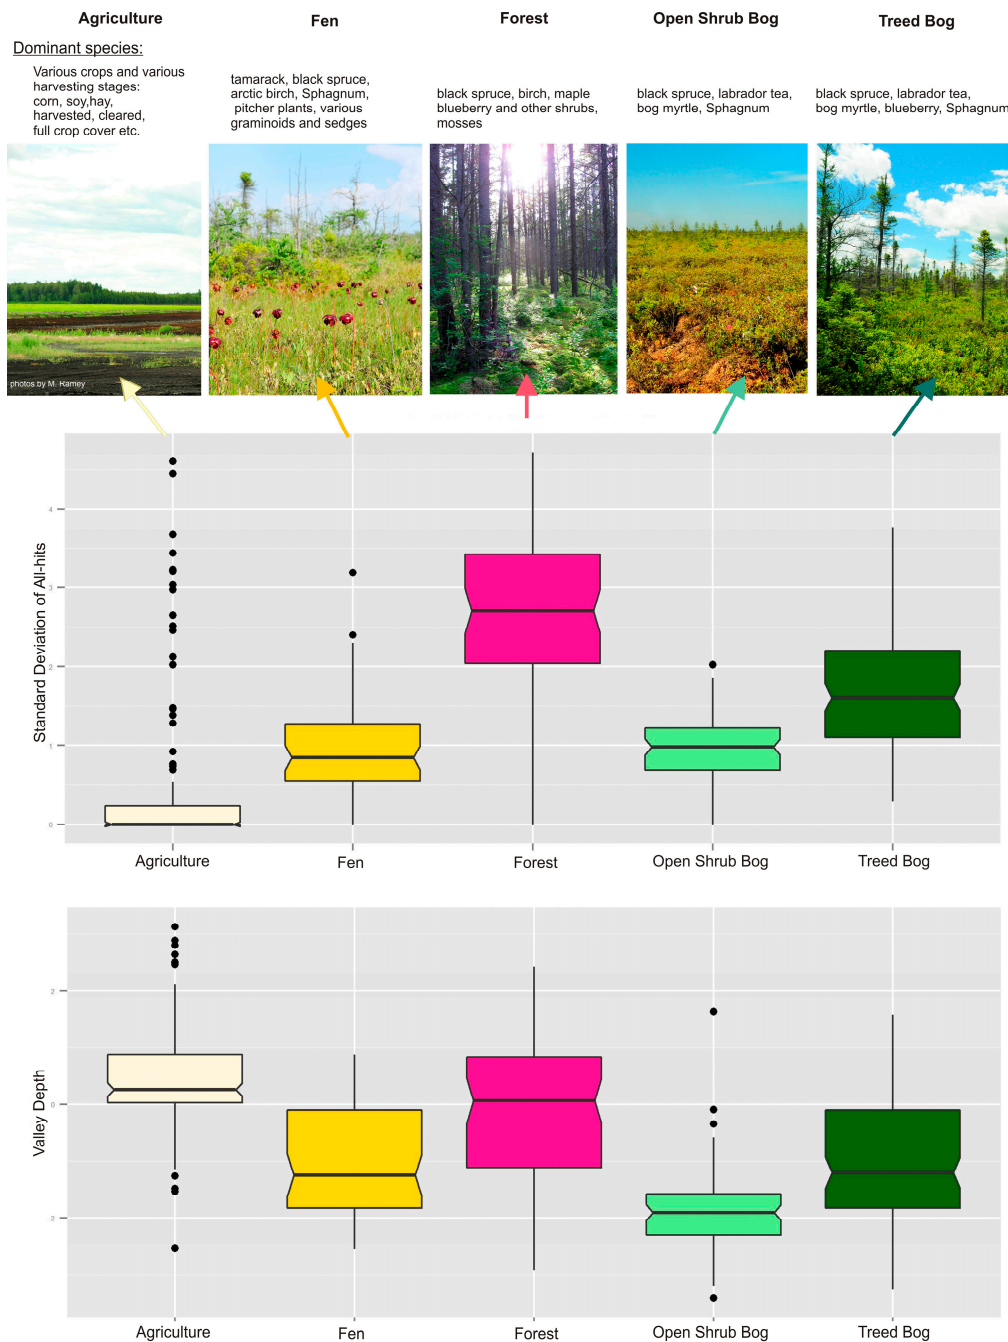 Agriculture
Fen
Forest
Open Shrub Bog
Treed Bog
Dominant species:
Various crops and various
harvesting stages:
corn, soy,hay,
harvested, cleared,
full crop cover etc.
tamarack, black spruce,
arctic birch, Sphagnum,
pitcher plants, various
graminoids and sedges
black spruce, birch, maple
blueberry and other shrubs,
mosses
black spruce, labrador tea,
bog myrtle, Sphagnum
black spruce, labrador tea,
bog myrtle, blueberry, Sphagnum
photos by M. Ramey
Standard Deviation of All-hits
4
3
2
1
0
Agriculture
Fen
Forest
Open Shrub Bog
Treed Bog
Valley Depth
2
0
2
Agriculture
Fen
Forest
Open Shrub Bog
Treed Bog